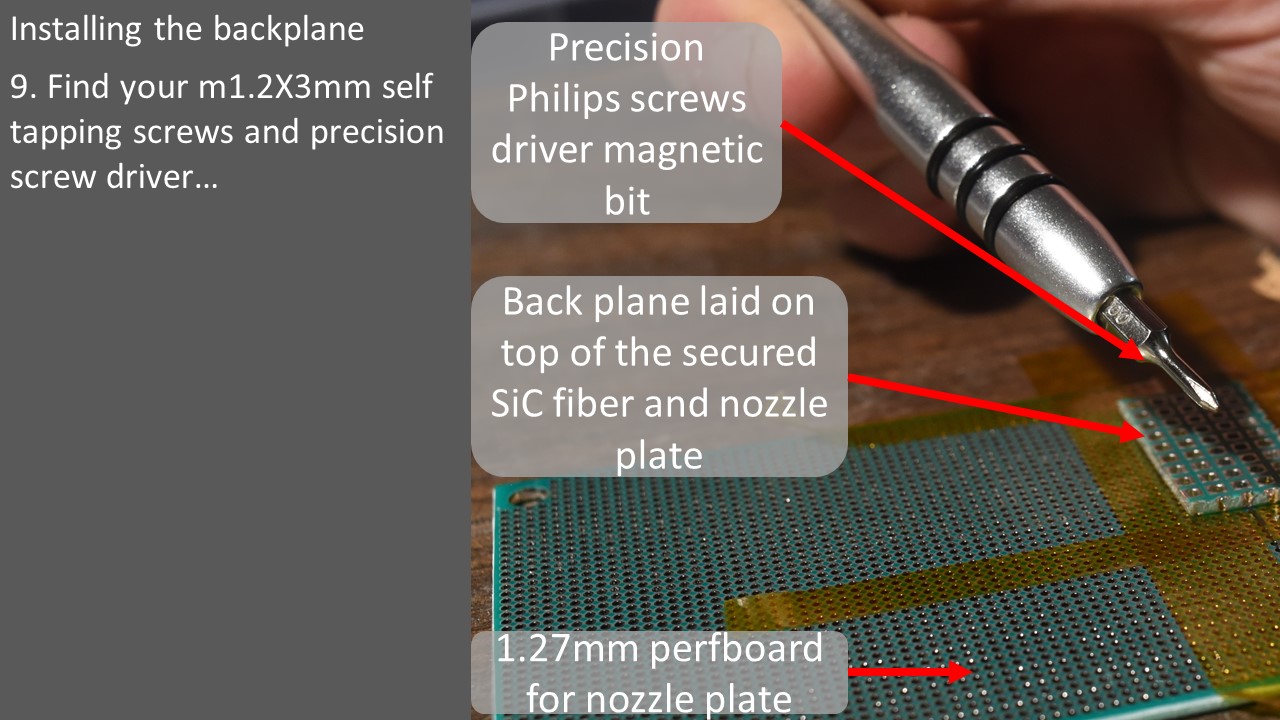 Installing the backplane
9. Find your m1.2X3mm self
tapping screws and precision
screw driver…
Precision
Philips screws
driver magnetic
bit
Back plane laid on
top of the secured
SiC fiber and nozzle
plate
1.27mm perfboard
for nozzle plate